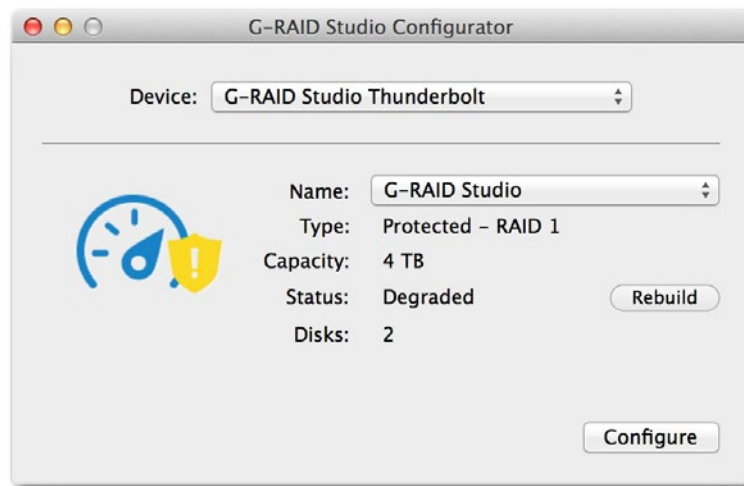 G-RAID Studio Configurator
Device: G-RAID Studio Thunderbolt
Name: G-RAID Studio
Type: Protected – RAID 1
Capacity: 4 TB
Status: Degraded Rebuild
Disks: 2
Configure